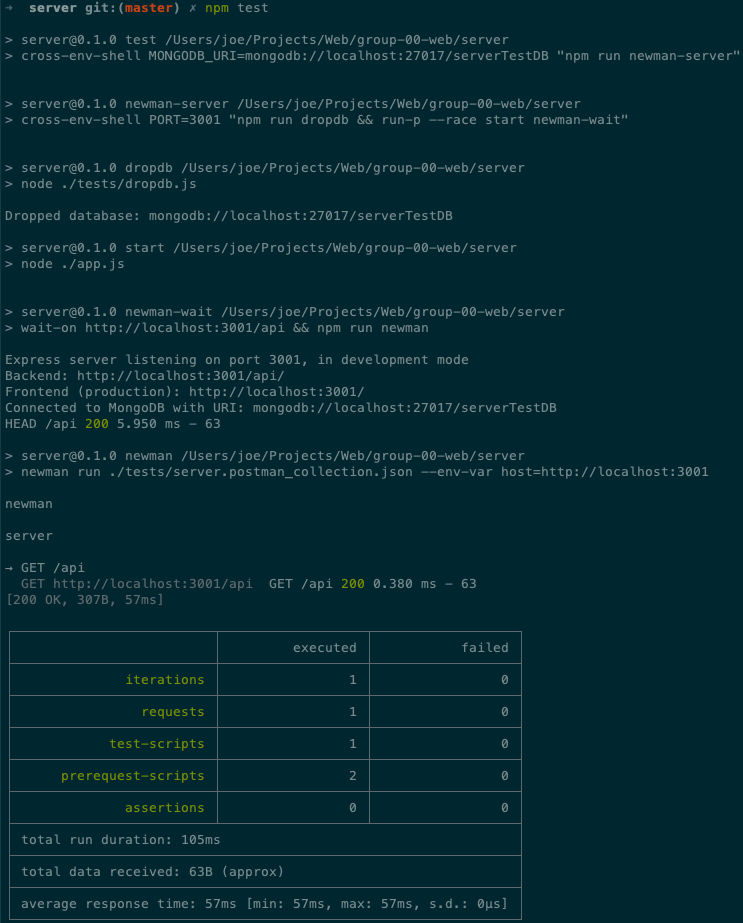 → server git:(master) ✗ npm test
> server@0.1.0 test /Users/joe/Projects/Web/group-00-web/server
> cross-env-shell MONGODB_URI=mongodb://localhost:27017/serverTestDB "npm run newman-server"
> server@0.1.0 newman-server /Users/joe/Projects/Web/group-00-web/server
> cross-env-shell PORT=3001 "npm run dropdb && run-p --race start newman-wait"
> server@0.1.0 dropdb /Users/joe/Projects/Web/group-00-web/server
> node ./tests/dropdb.js
Dropped database: mongodb://localhost:27017/serverTestDB
> server@0.1.0 start /Users/joe/Projects/Web/group-00-web/server
> node ./app.js
> server@0.1.0 newman-wait /Users/joe/Projects/Web/group-00-web/server
> wait-on http://localhost:3001/api && npm run newman
Express server listening on port 3001, in development mode
Backend: http://localhost:3001/api/
Frontend (production): http://localhost:3001/
Connected to MongoDB with URI: mongodb://localhost:27017/serverTestDB
HEAD /api 200 5.950 ms - 63
> server@0.1.0 newman /Users/joe/Projects/Web/group-00-web/server
> newman run ./tests/server.postman_collection.json --env-var host=http://localhost:3001
newman
server
→ GET /api
GET http://localhost:3001/api GET /api 200 0.380 ms - 63
[200 OK, 307B, 57ms]
executed failed
iterations 1 0
requests 1 0
test-scripts 1 0
prerequest-scripts 2 0
assertions 0 0
total run duration: 105ms
total data received: 63B (approx)
average response time: 57ms [min: 57ms, max: 57ms, s.d.: 0µs]